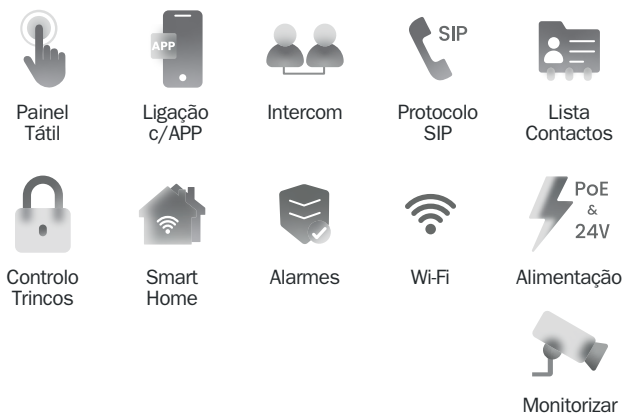 APP
SIP
Painel
Tátil
Ligação
c/APP
Intercom
Protocolo
SIP
Lista
Contactos
PoE
&
24V
Controlo
Trincos
Smart
Home
Alarmes
Wi-Fi
Alimentação
Monitorizar